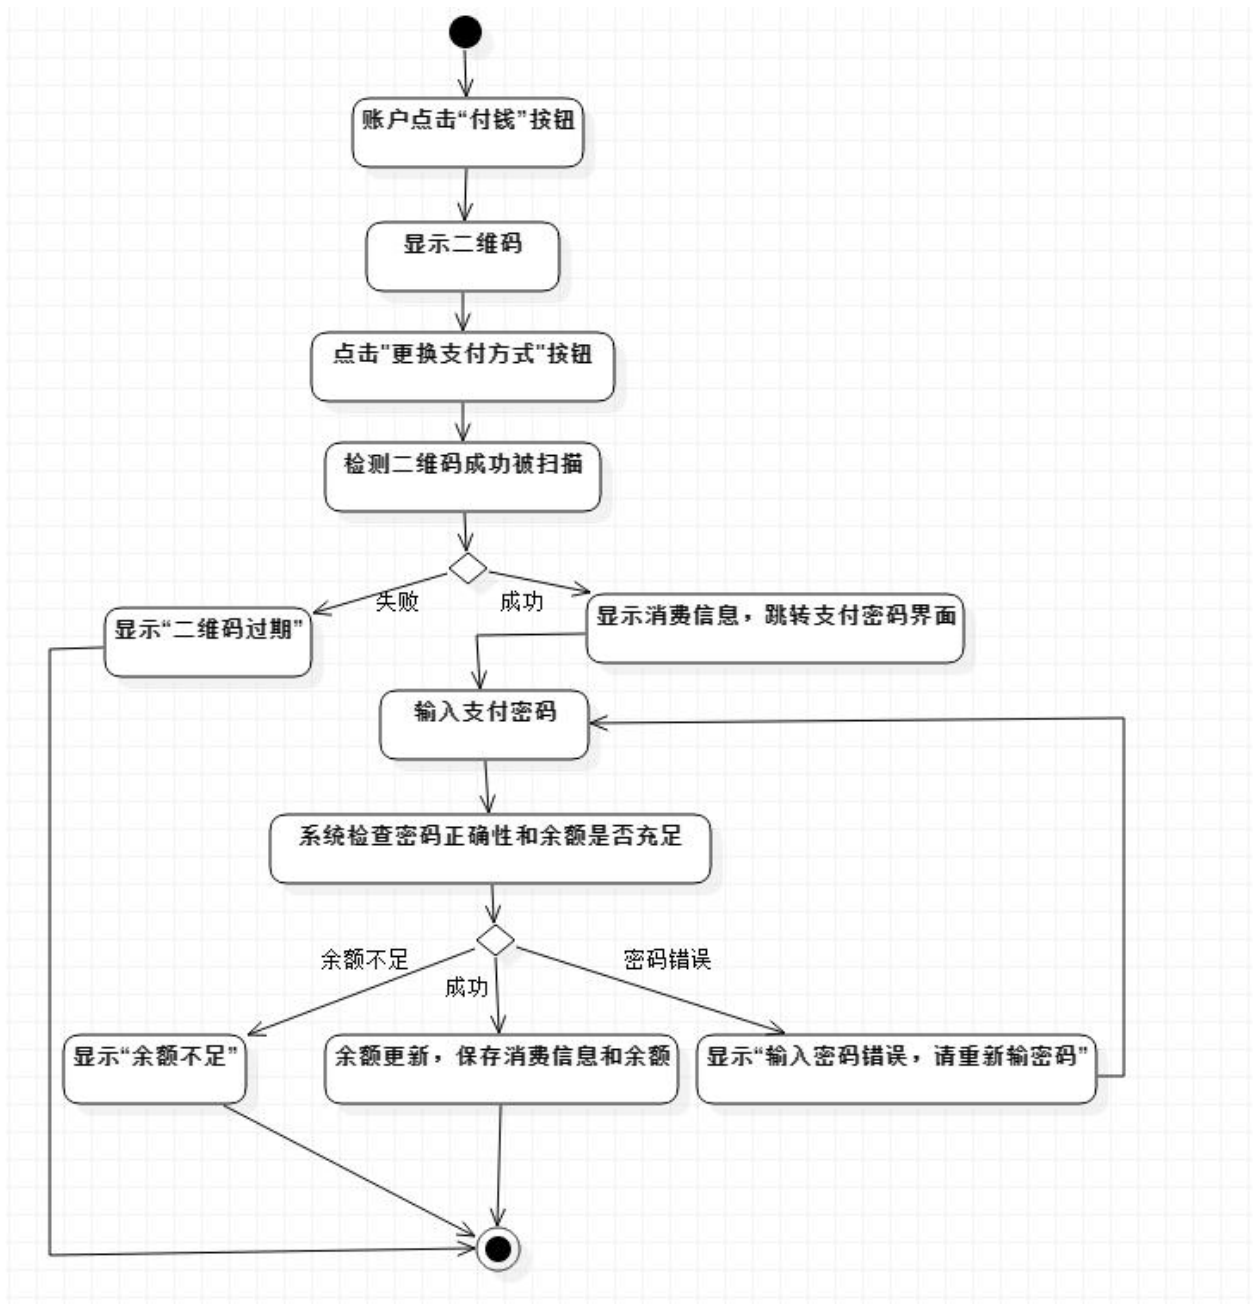 账户点击“付钱”按钮
显示二维码
点击"更换支付方式"按钮
检测二维码成功被扫描
失败
成功
显示“二维码过期”
显示消费信息，跳转支付密码界面
输入支付密码
系统检查密码正确性和余额是否充足
余额不足
成功
密码错误
显示“余额不足”
余额更新，保存消费信息和余额
显示“输入密码错误，请重新输密码”